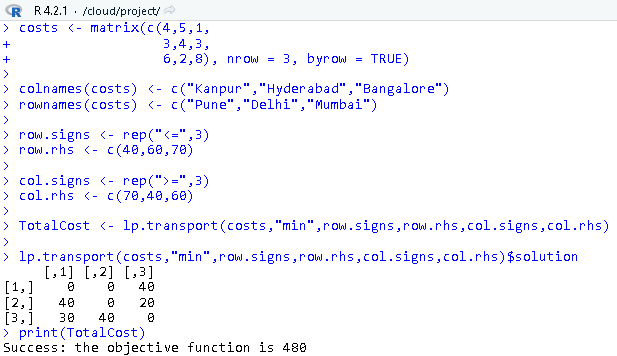 R 4.2.1 · /cloud/project/
> costs <- matrix(c(4,5,1,
+                   3,4,3,
+                   6,2,8), nrow = 3, byrow = TRUE)
>
> colnames(costs) <- c("Kanpur","Hyderabad","Bangalore")
> rownames(costs) <- c("Pune","Delhi","Mumbai")
>
> row.signs <- rep("<=",3)
> row.rhs <- c(40,60,70)
>
> col.signs <- rep(">=",3)
> col.rhs <- c(70,40,60)
>
> TotalCost <- lp.transport(costs,"min",row.signs,row.rhs,col.signs,col.rhs)
>
> lp.transport(costs,"min",row.signs,row.rhs,col.signs,col.rhs)$solution
     [,1] [,2] [,3]
[1,]    0    0   40
[2,]   40    0   20
[3,]   30   40    0
> print(TotalCost)
Success: the objective function is 480